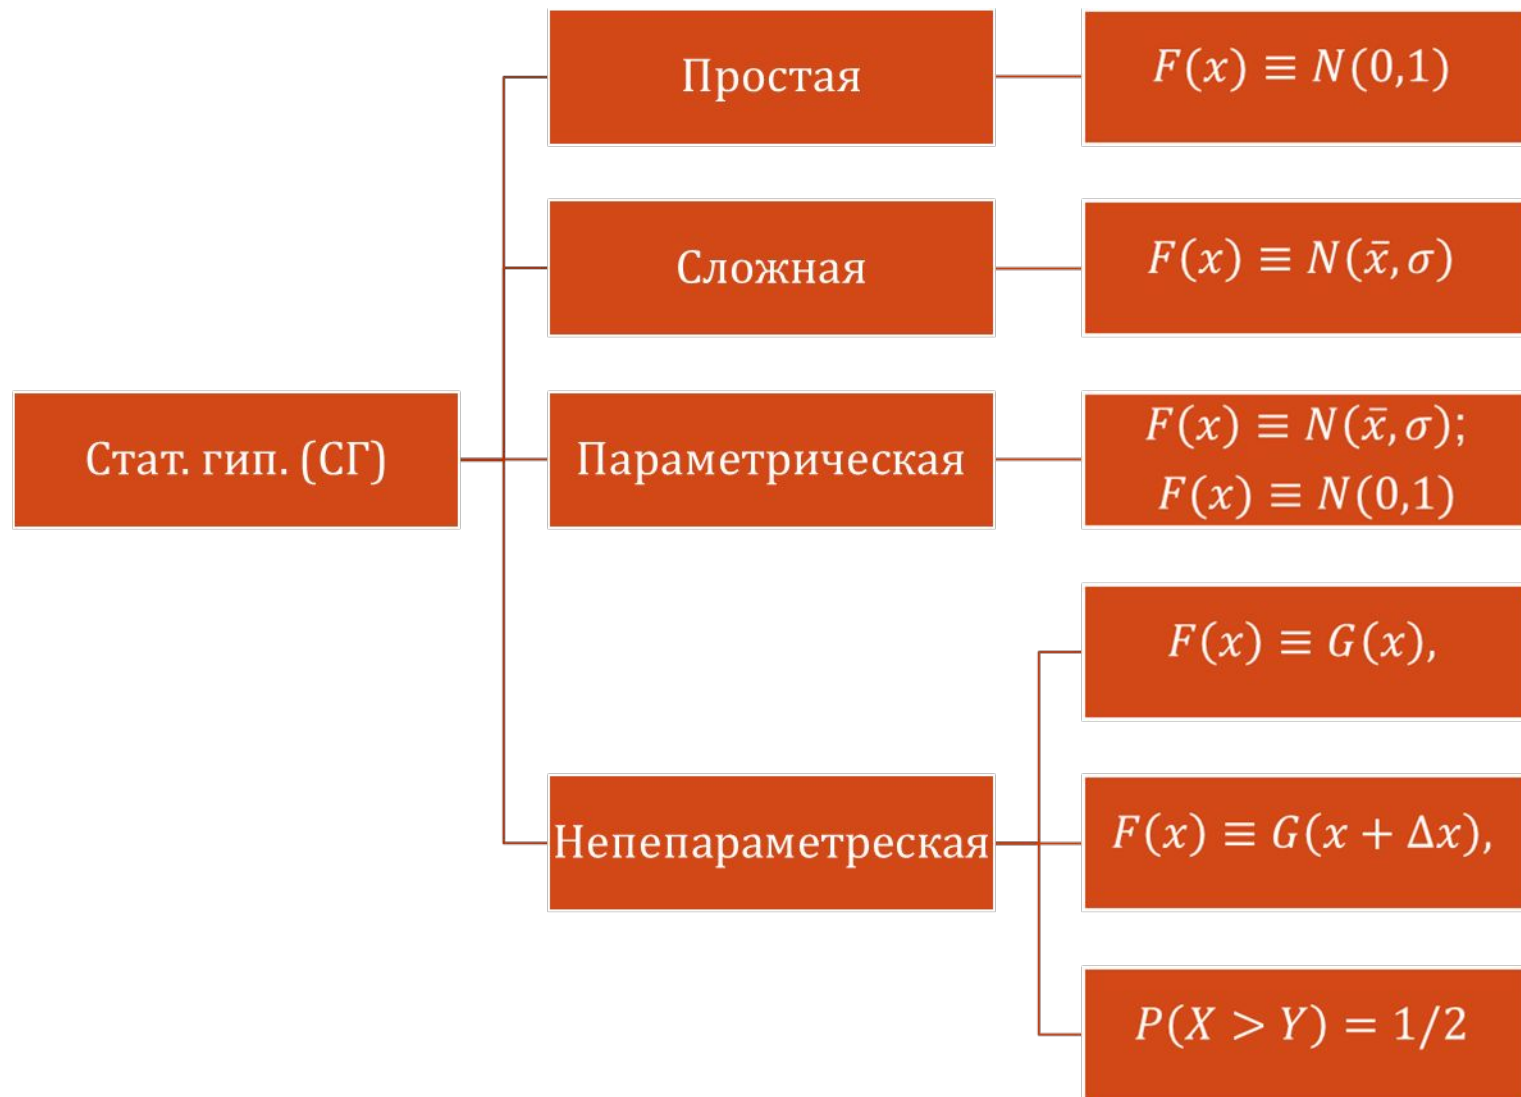 Простая
F(x) ≡ N(0,1)
Сложная
F(x) ≡ N(x̄, σ)
Стат. гип. (СГ)
Параметрическая
F(x) ≡ N(x̄, σ);
F(x) ≡ N(0,1)
Непепараметреская
F(x) ≡ G(x),
F(x) ≡ G(x + Δx),
P(X > Y) = 1/2